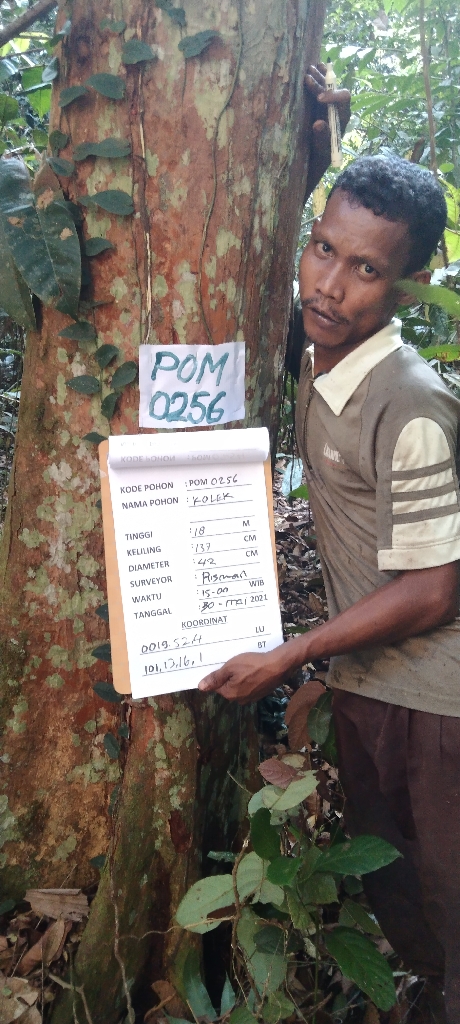 POM
0256
KODE POHON
KODE POHON : POM 0256
NAMA POHON : KOLEK
TINGGI : 18 M
KELILING : 137 CM
DIAMETER : 42 CM
SURVEYOR : Risman
WAKTU : 15-00 WIB
TANGGAL : 30-MEI 2021
KOORDINAT
0019.52.4 LU
101,13,16,1 BT